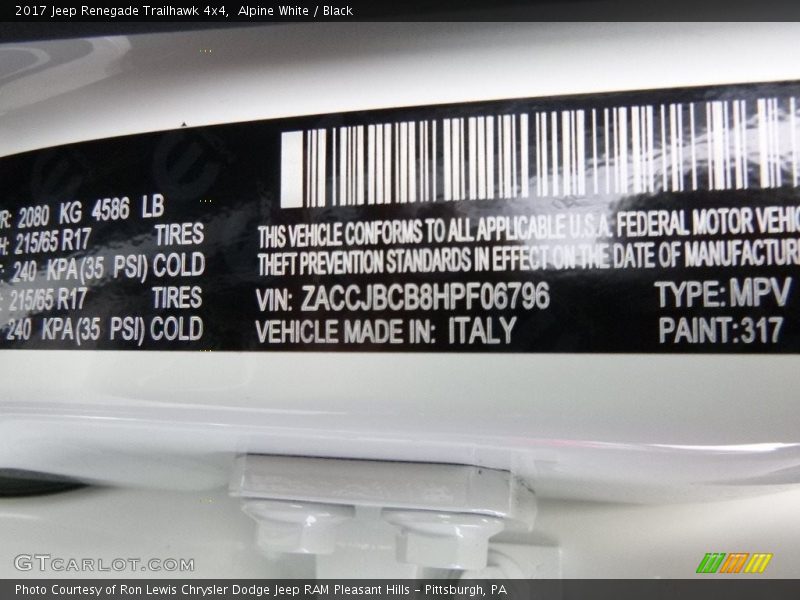 2017 Jeep Renegade Trailhawk 4x4,  Alpine White / Black
2080 KG 4586 LB
215/65 R17 TIRES
240 KPA(35 PSI) COLD
215/65 R17 TIRES
240 KPA(35 PSI) COLD
THIS VEHICLE CONFORMS TO ALL APPLICABLE U.S.A. FEDERAL MOTOR VEHIC
THEFT PREVENTION STANDARDS IN EFFECT ON THE DATE OF MANUFACTUR
VIN: ZACCJBCB8HPF06796 TYPE: MPV
VEHICLE MADE IN: ITALY PAINT:317
GTCARLOT.COM
Photo Courtesy of Ron Lewis Chrysler Dodge Jeep RAM Pleasant Hills - Pittsburgh, PA